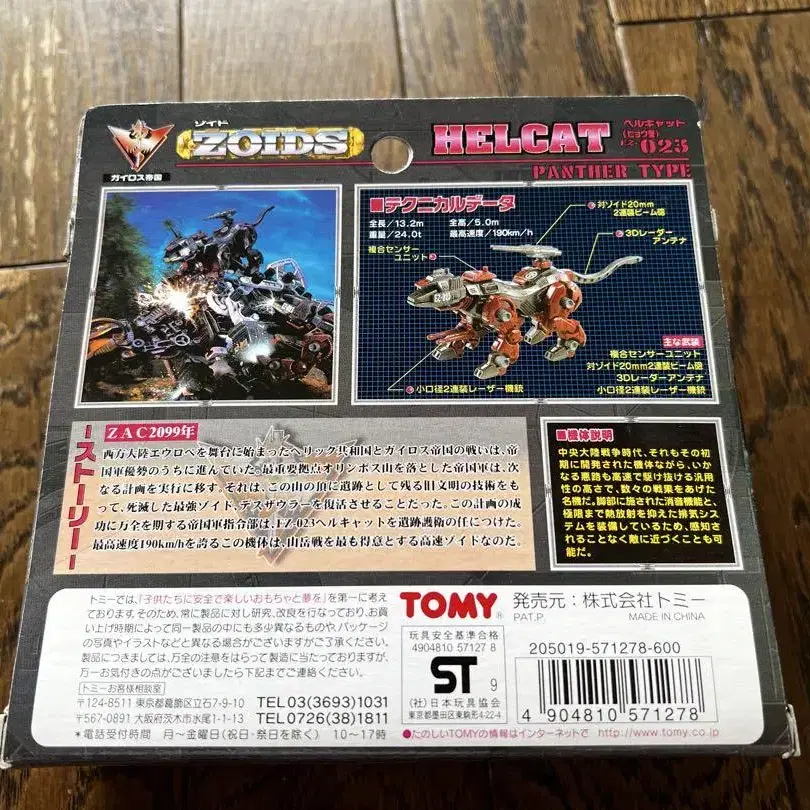 ゾイド
ZOIDS
ガイロス帝国
HELCAT
ヘルキャット
(ヒョウ型)
EZ-023
PANTHER TYPE
■テクニカルデータ
全長/13.2m 全高/5.0m
重量/24.0t 最高速度/190km/h
対ゾイド20mm
2連装ビーム砲
3Dレーダー
アンテナ
複合センサー
ユニット
小口径2連装レーザー機銃
主な武装
複合センサーユニット
対ゾイド20mm2連装ビーム砲
3Dレーダーアンテナ
小口径2連装レーザー機銃
ストーリー
ZAC2099年
西方大陸エウロペを舞台に始まったヘリック共和国とガイロス帝国の戦いは、帝
国軍優勢のうちに進んでいた。最重要拠点オリンポス山を落とした帝国軍は、次
なる計画を実行に移す。それは、この山の頂に遺跡として残る旧文明の技術をも
って、死滅した最強ゾイド、デスザウラーを復活させることだった。この計画の成
功に万全を期する帝国軍指令部は、EZ-023ヘルキャットを遺跡護衛の任につけた。
最高速度190km/hを誇るこの機体は、山岳戦を最も得意とする高速ゾイドなのだ。
■機体説明
中央大陸戦争時代、それもその初
期に開発された機体ながら、いか
なる悪路も高速で駆け抜ける汎用
性の高さで、数々の戦果をあげた
名機だ。脚部に施された消音機能と、
極限まで熱放射を抑えた排気シ
ステムを装備しているため、感知さ
れることなく敵に近づくことも可
能だ。
トミーでは、「子供たちに安全で楽しいおもちゃと夢を」を第一に考え
ております。そのため、常に製品に対し研究、改良を行なっており、お買
い上げ時期によって同一製品の中にも多少異なるものや、パッケージ
の写真やイラストなどと異なる場合がございますがご了承ください。
製品につきましては、万全の注意をはらって製造に当たっておりますが、
万一お気付きの点がございましたら下記までご連絡ください。
トミーお客様相談室
〒124-8511 東京都葛飾区立石7-9-10 TEL03(3693)1031
〒567-0891 大阪府茨木市水尾1-1-13 TEL0726(38)1811
*電話受付時間 月~金曜日(祝日・祭日を除く) 10~17時
TOMY
発売元:株式会社トミー
PAT.P. MADE IN CHINA
玩具安全基準合格
4904810 57127 8
ST 9
(社)日本玩具協会
東京都墨田区東駒形4-22-4
205019-571278-600
4 904810 571278
●たのしいTOMYの情報はインターネットで http://www.tomy.co.jp